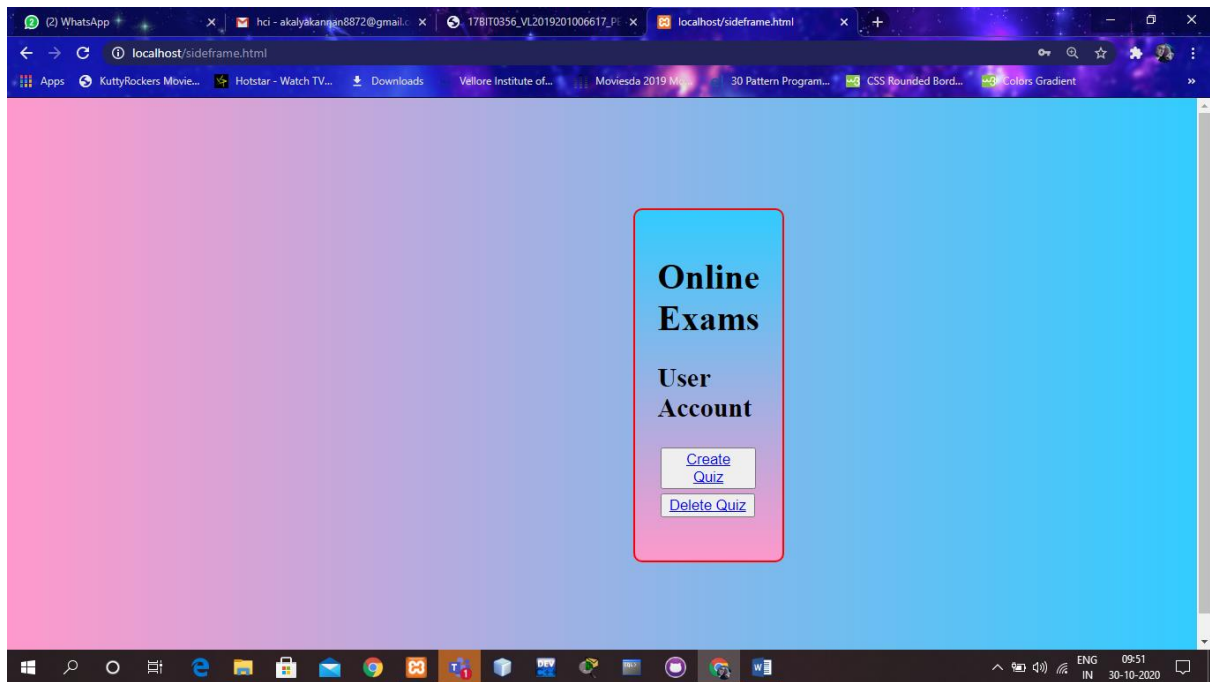 (2) WhatsApp
hci - akalyakannan8872@gmail.c
17BIT0356_VL2019201006617_PE
localhost/sideframe.html
localhost/sideframe.html
Apps
KuttyRockers Movie...
Hotstar - Watch TV...
Downloads
Vellore Institute of...
Moviesda 2019
30 Pattern Program...
CSS Rounded Bord...
Colors Gradient
Online
Exams
User
Account
Create
Quiz
Delete Quiz
ENG
IN
09:51
30-10-2020